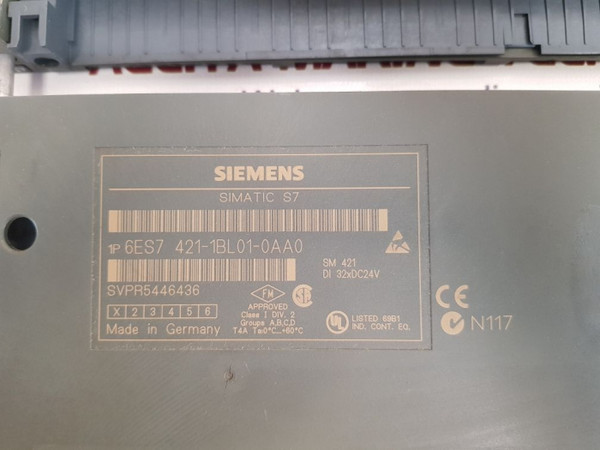 SIEMENS
SIMATIC S7
1P 6ES7 421-1BL01-0AA0
SM 421
DI 32xDC24V
SVPR5446436
X 2 3 4 5 6
Made in Germany
FM
APPROVED
Class I DIV. 2
Groups A,B,C,D
T4A Ta:0°C...+60°C
UL
LISTED 69B1
IND. CONT. EQ.
CE
N117